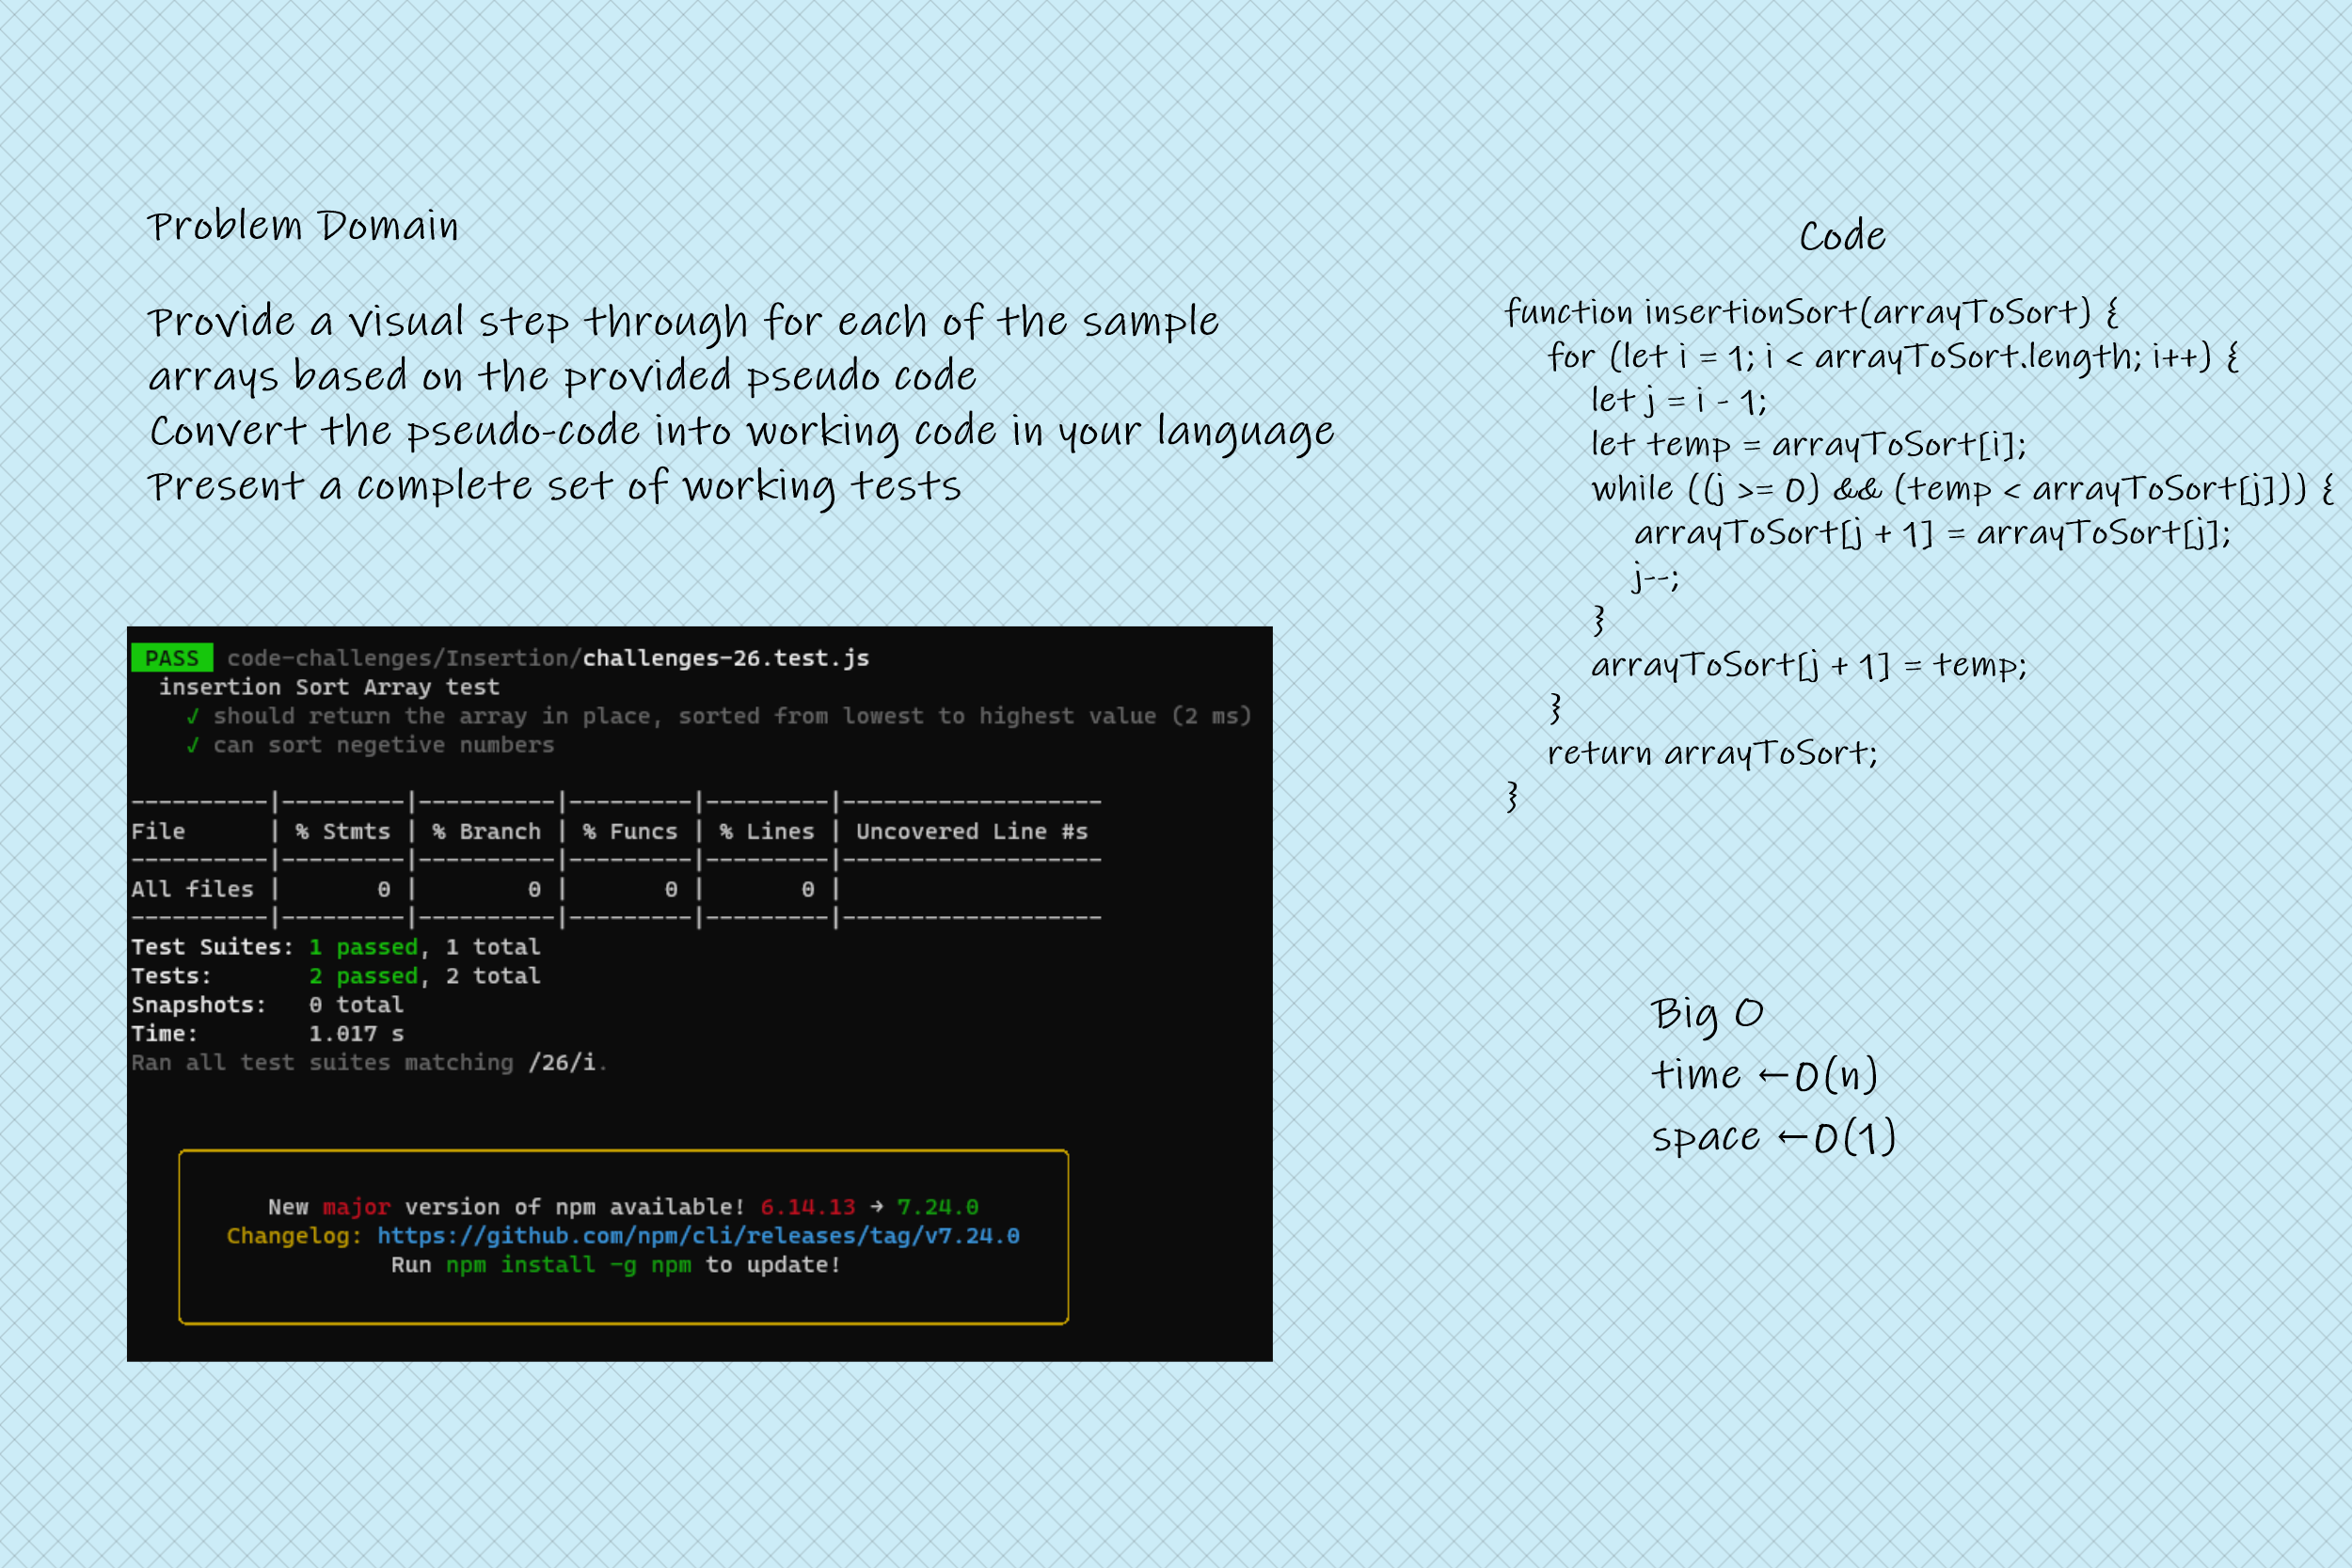 Problem Domain
Provide a visual step through for each of the sample
arrays based on the provided pseudo code
Convert the pseudo-code into working code in your language
Present a complete set of working tests
PASS code-challenges/Insertion/challenges-26.test.js
insertion Sort Array test
√ should return the array in place, sorted from lowest to highest value (2 ms)
√ can sort negetive numbers
----------|---------|----------|---------|---------|-------------------
File | % Stmts | % Branch | % Funcs | % Lines | Uncovered Line #s
----------|---------|----------|---------|---------|-------------------
All files | 0 | 0 | 0 | 0 |
----------|---------|----------|---------|---------|-------------------
Test Suites: 1 passed, 1 total
Tests: 2 passed, 2 total
Snapshots: 0 total
Time: 1.017 s
Ran all test suites matching /26/i.
New major version of npm available! 6.14.13 → 7.24.0
Changelog: https://github.com/npm/cli/releases/tag/v7.24.0
Run npm install -g npm to update!
Code
function insertionSort(arrayToSort) {
for (let i = 1; i < arrayToSort.length; i++) {
let j = i - 1;
let temp = arrayToSort[i];
while ((j >= 0) && (temp < arrayToSort[j])) {
arrayToSort[j + 1] = arrayToSort[j];
j--;
}
arrayToSort[j + 1] = temp;
}
return arrayToSort;
}
Big O
time ←O(n)
space ←O(1)